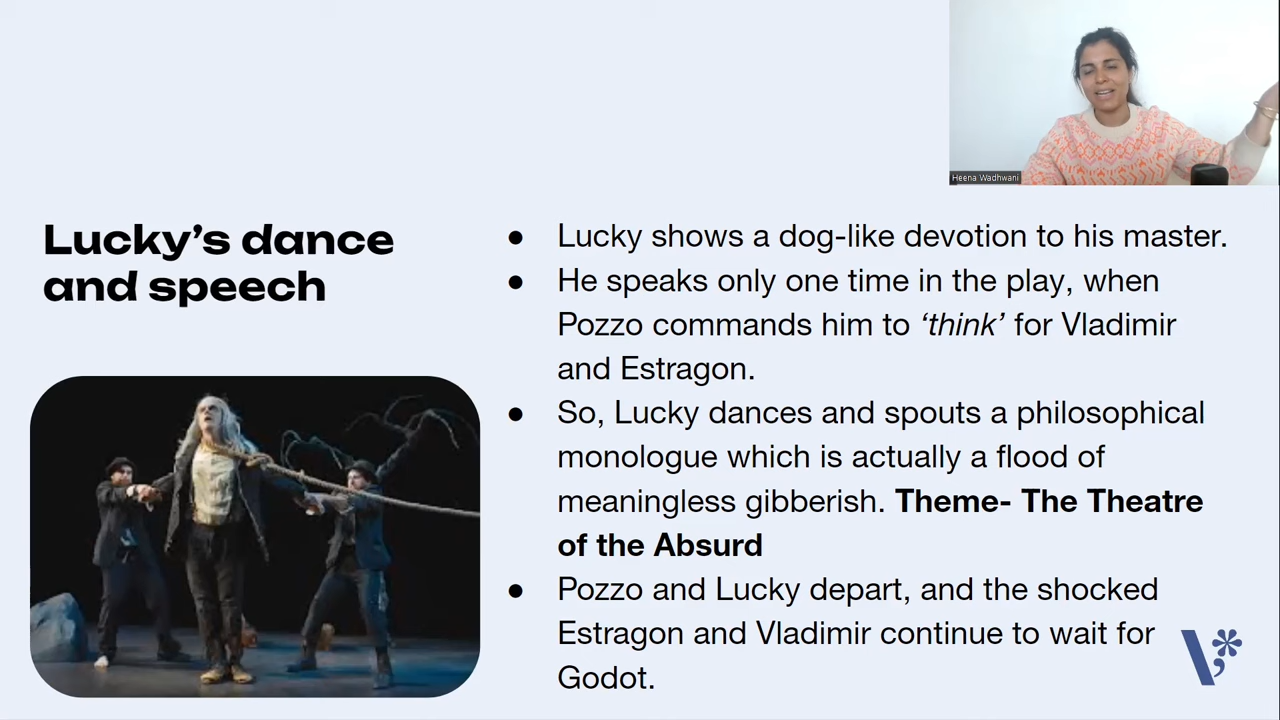 Heena Wadhwani
Lucky’s dance
and speech
● Lucky shows a dog-like devotion to his master.
● He speaks only one time in the play, when
Pozzo commands him to ‘think’ for Vladimir
and Estragon.
● So, Lucky dances and spouts a philosophical
monologue which is actually a flood of
meaningless gibberish. Theme- The Theatre
of the Absurd
● Pozzo and Lucky depart, and the shocked
Estragon and Vladimir continue to wait for
Godot.